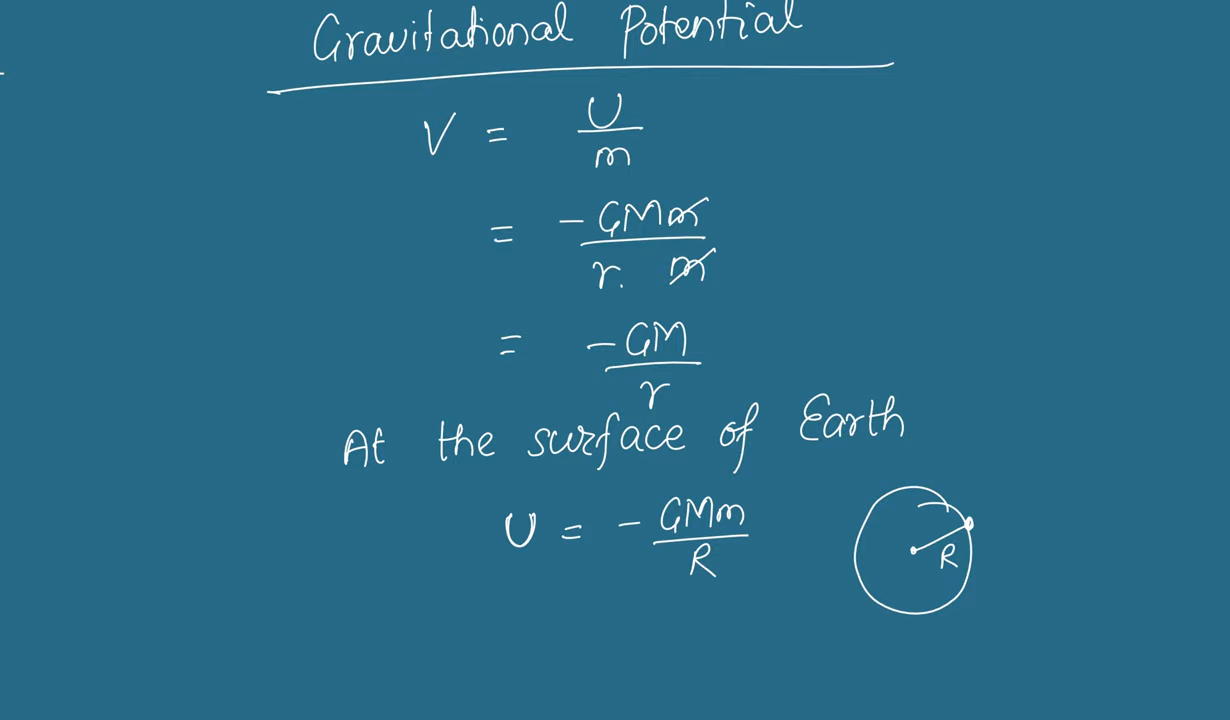 Gravitational Potential
V = U/m
= -GMm/r. m
= -GM/r
At the surface of Earth
U = - GMm/R
R